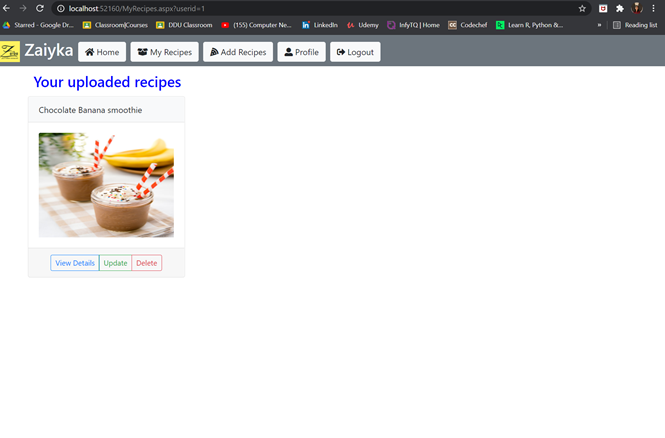 localhost:52160/MyRecipes.aspx?userid=1
Starred - Google Dr... Classroom|Courses DDU Classroom (155) Computer Ne... LinkedIn Udemy InfyTQ | Home Codechef Learn R, Python &... » Reading list
Zaiyka Home My Recipes Add Recipes Profile Logout
Your uploaded recipes
Chocolate Banana smoothie
View Details Update Delete